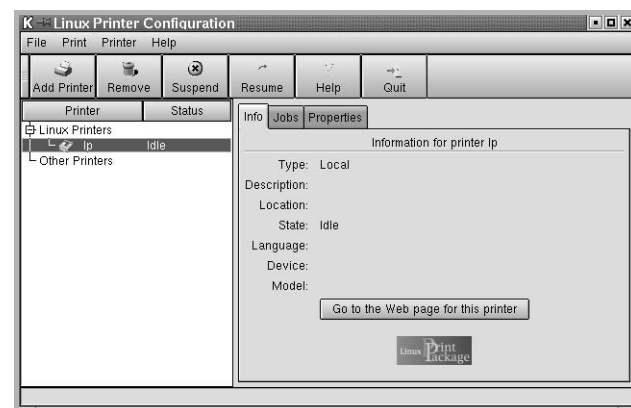 K Linux Printer Configuration
File Print Printer Help
Add Printer Remove Suspend Resume Help Quit
Printer Status
Linux Printers
lp Idle
Other Printers
Info Jobs Properties
Information for printer lp
Type: Local
Description:
Location:
State: Idle
Language:
Device:
Model:
Go to the Web page for this printer
Linux Print Package